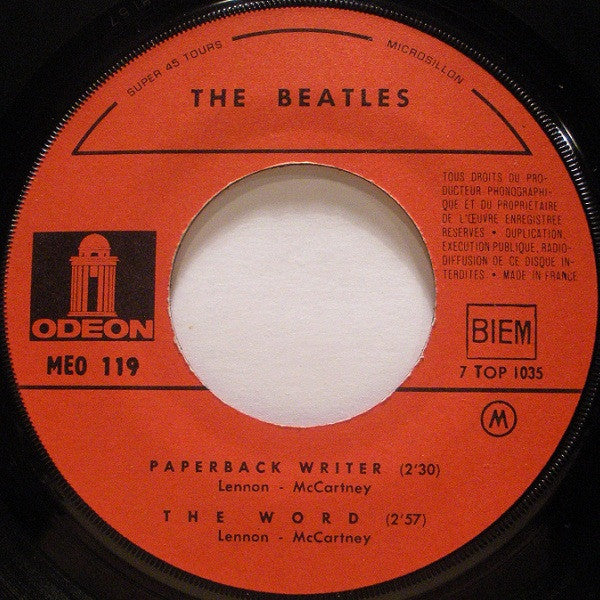 SUPER 45 TOURS
MICROSILLON
THE BEATLES
TOUS DROITS DU PRO-
DUCTEUR PHONOGRAPHI-
QUE ET DU PROPRIETAIRE
DE L'ŒUVRE ENREGISTREE
RESERVES • DUPLICATION,
EXECUTION PUBLIQUE, RADIO-
DIFFUSION DE CE DISQUE IN-
TERDITES • MADE IN FRANCE
ODEON
MEO 119
BIEM
7 TOP 1035
M
PAPERBACK WRITER (2'30)
Lennon - McCartney
THE WORD (2'57)
Lennon - McCartney